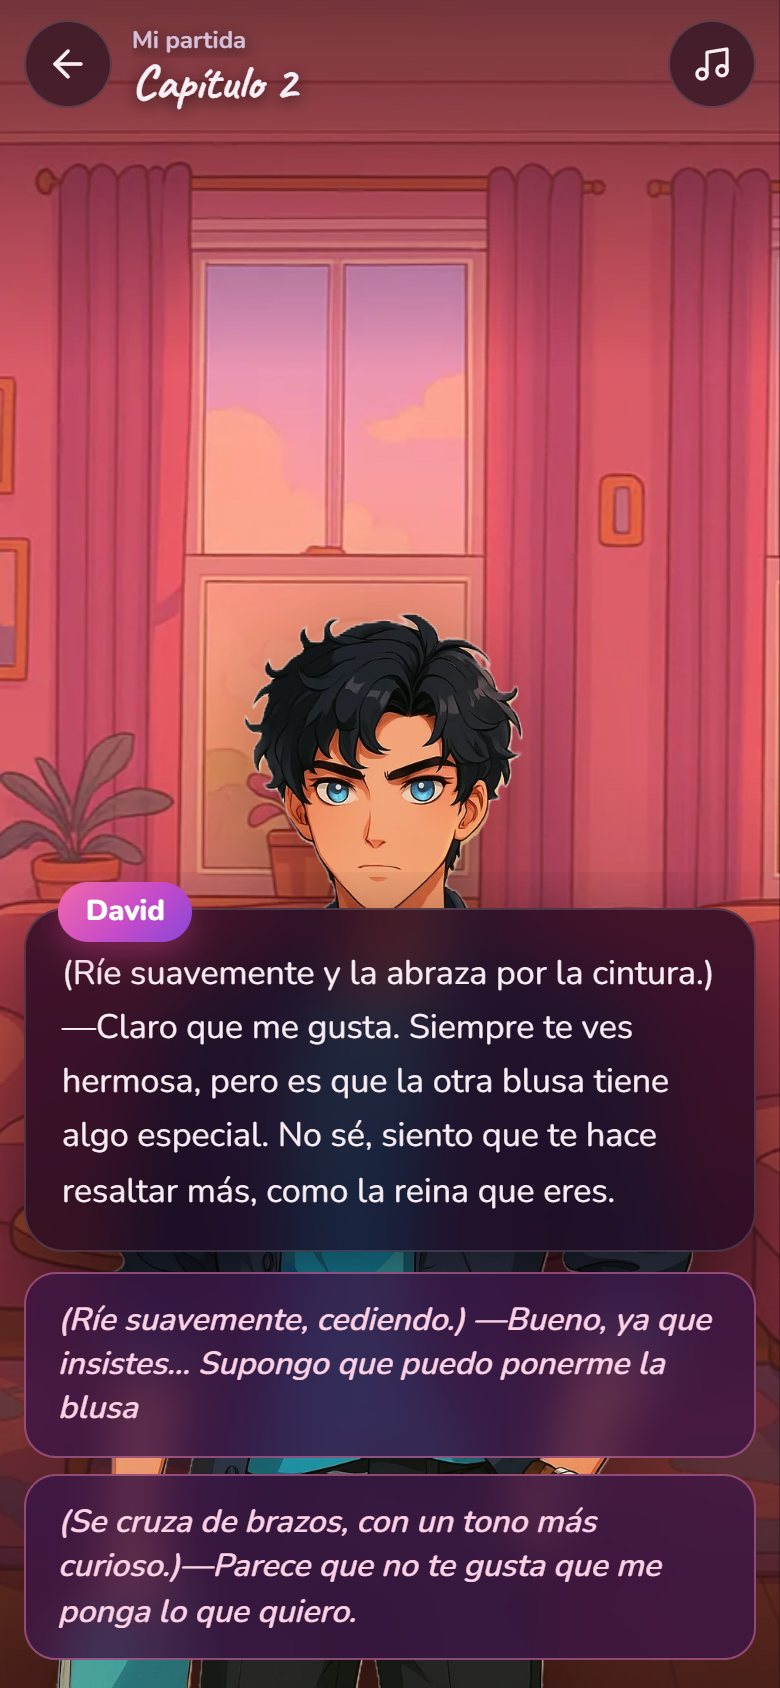 Mi partida
Capítulo 2
David
(Ríe suavemente y la abraza por la cintura.)
—Claro que me gusta. Siempre te ves
hermosa, pero es que la otra blusa tiene
algo especial. No sé, siento que te hace
resaltar más, como la reina que eres.
(Ríe suavemente, cediendo.) —Bueno, ya que
insistes... Supongo que puedo ponerme la
blusa
(Se cruza de brazos, con un tono más
curioso.)—Parece que no te gusta que me
ponga lo que quiero.